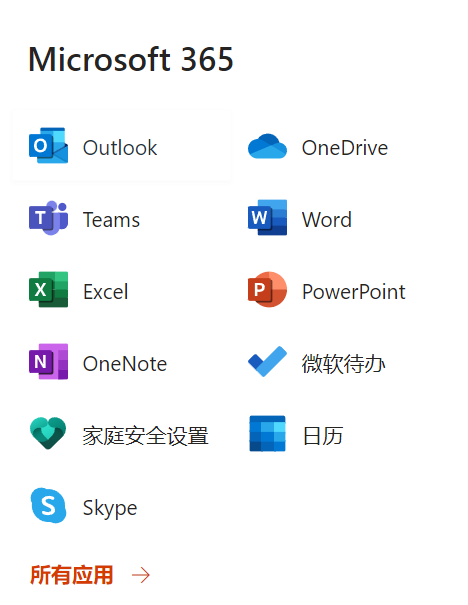 Microsoft 365
Outlook
OneDrive
Teams
Word
Excel
PowerPoint
OneNote
微软待办
家庭安全设置
日历
Skype
所有应用 →